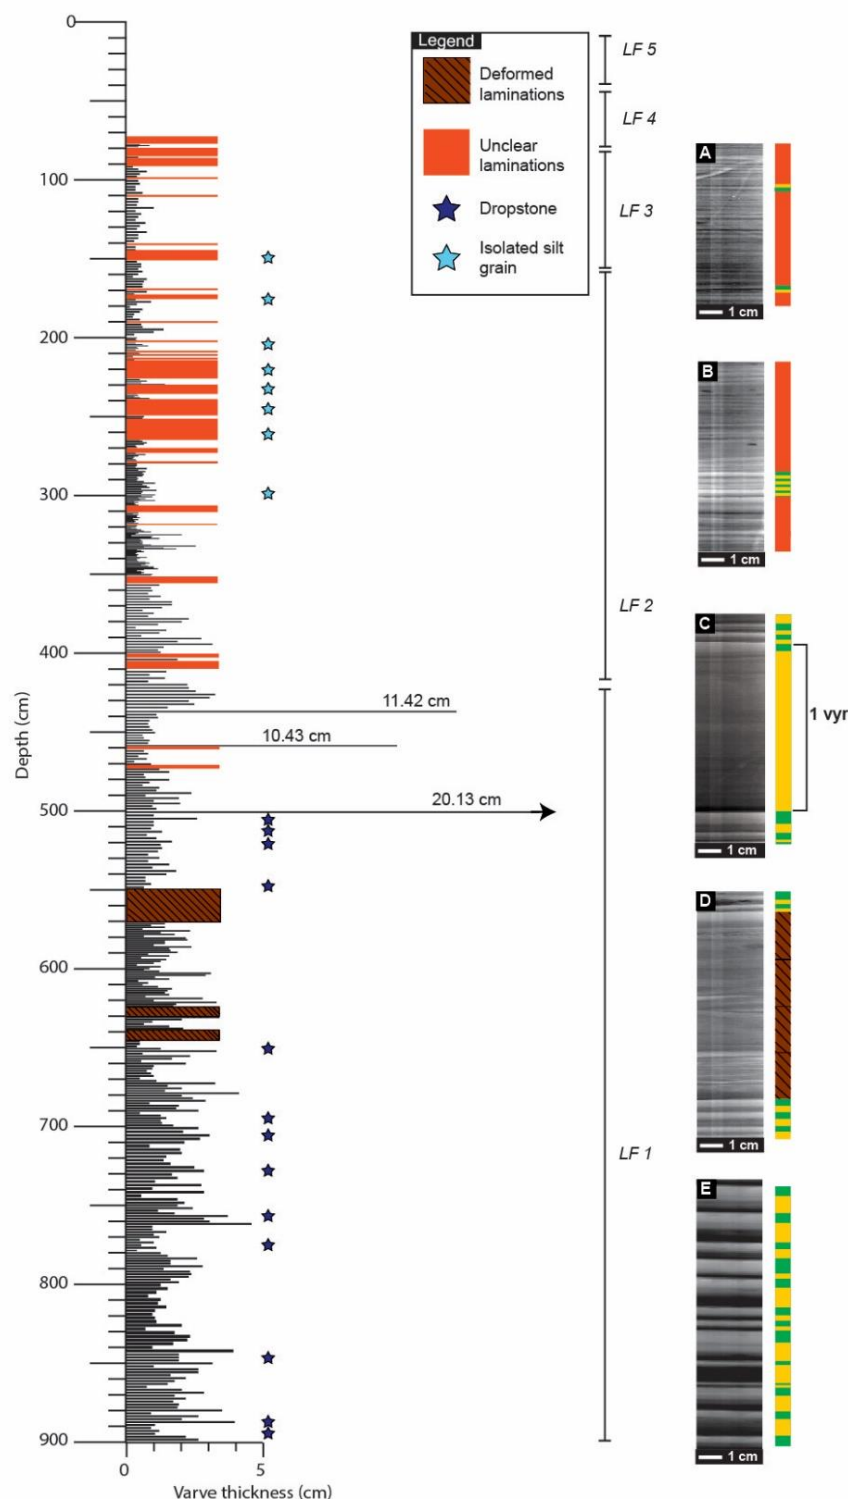 0
100
200
300
400
500
600
700
800
900
Depth (cm)
0
5
Varve thickness (cm)
11.42 cm
10.43 cm
20.13 cm
Legend
Deformed
laminations
Unclear
laminations
Dropstone
Isolated silt
grain
LF 5
LF 4
LF 3
LF 2
LF 1
A
1 cm
B
1 cm
C
1 cm
1 vyr
D
1 cm
E
1 cm